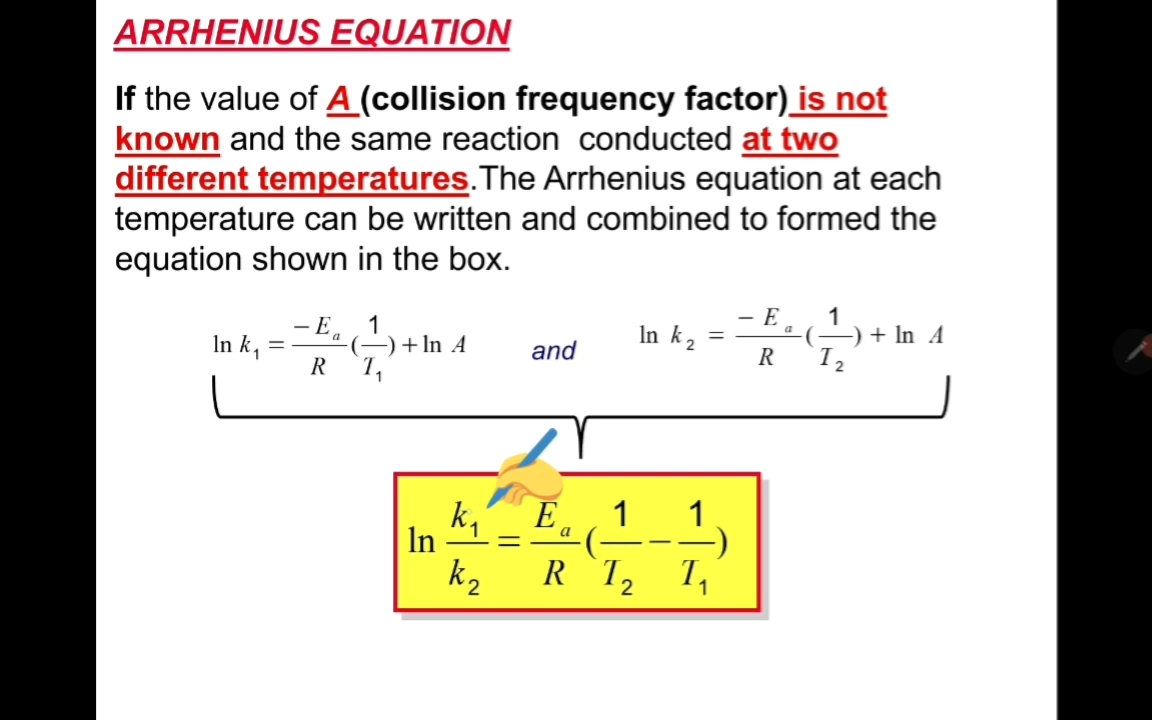 ARRHENIUS EQUATION
If the value of A (collision frequency factor) is not
known and the same reaction conducted at two
different temperatures.The Arrhenius equation at each
temperature can be written and combined to formed the
equation shown in the box.
ln k₁ = −Eₐ/R (1/T₁) + ln A and ln k₂ = −Eₐ/R (1/T₂) + ln A
ln k₁/k₂ = Eₐ/R (1/T₂ − 1/T₁)